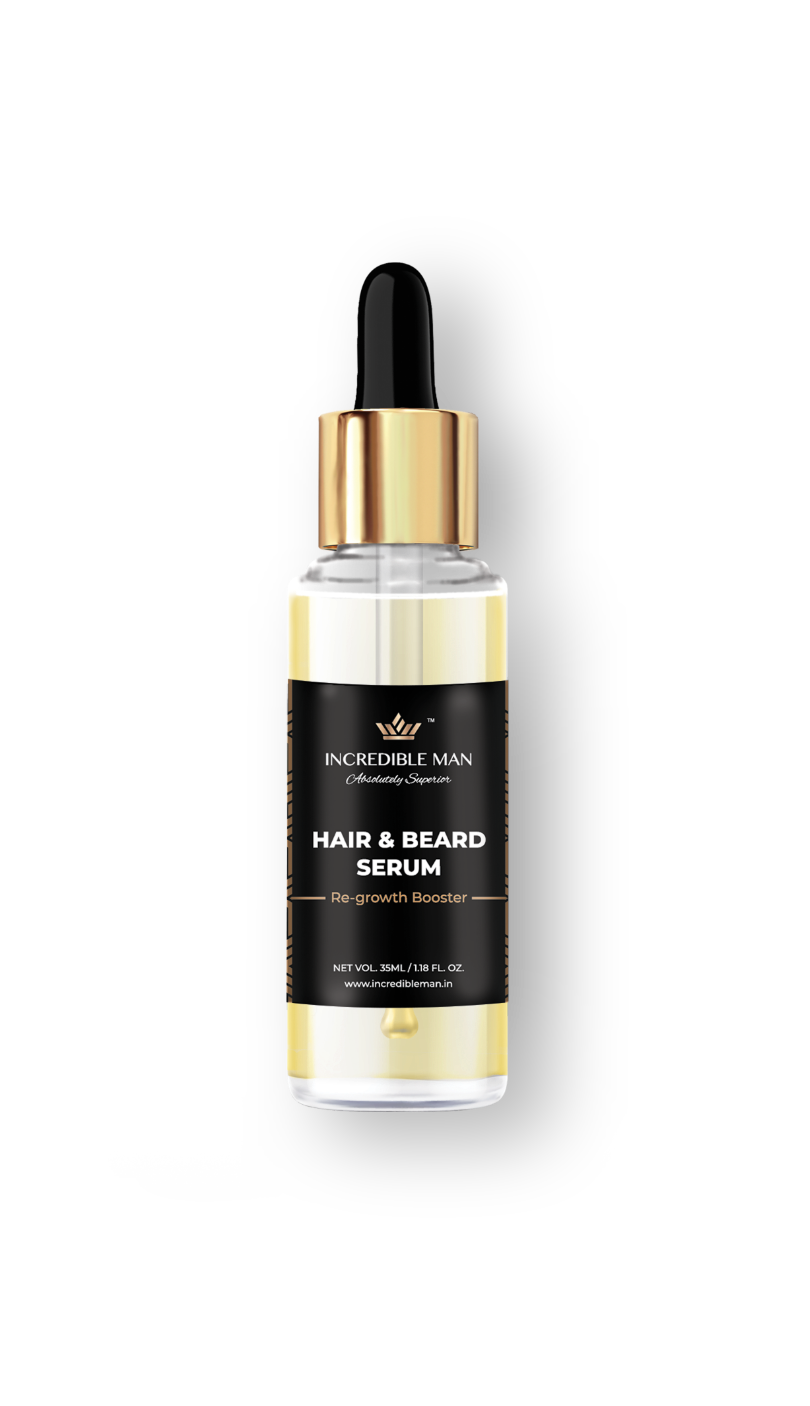 TM
INCREDIBLE MAN
Absolutely Superior
HAIR & BEARD
SERUM
Re-growth Booster
NET VOL. 35ML / 1.18 FL. OZ.
www.incredibleman.in